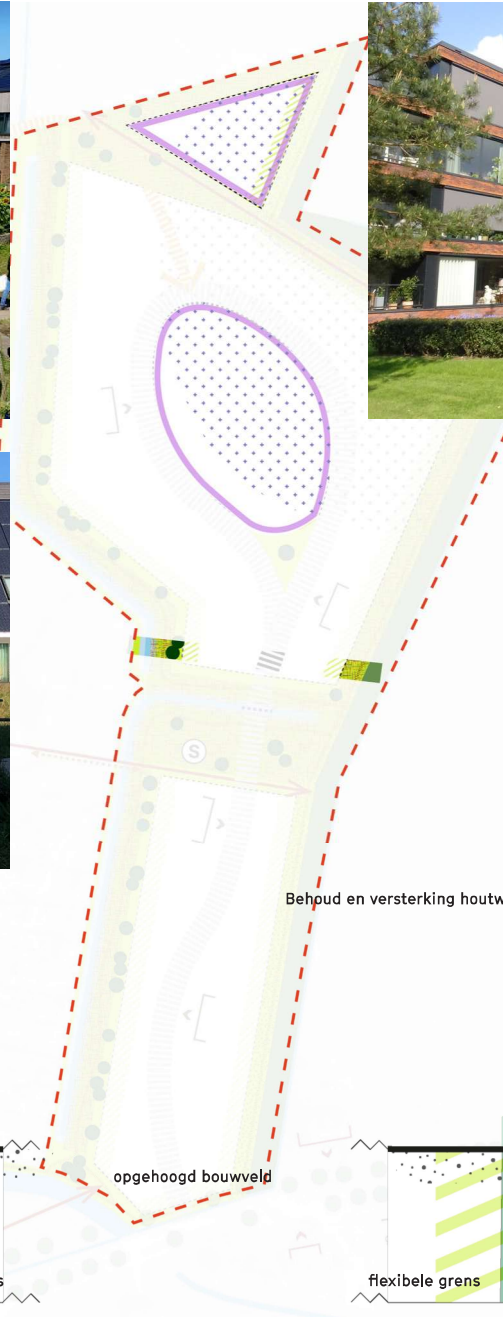 S
Behoud en versterking houtw
opgehoogd bouwveld
s
flexibele grens